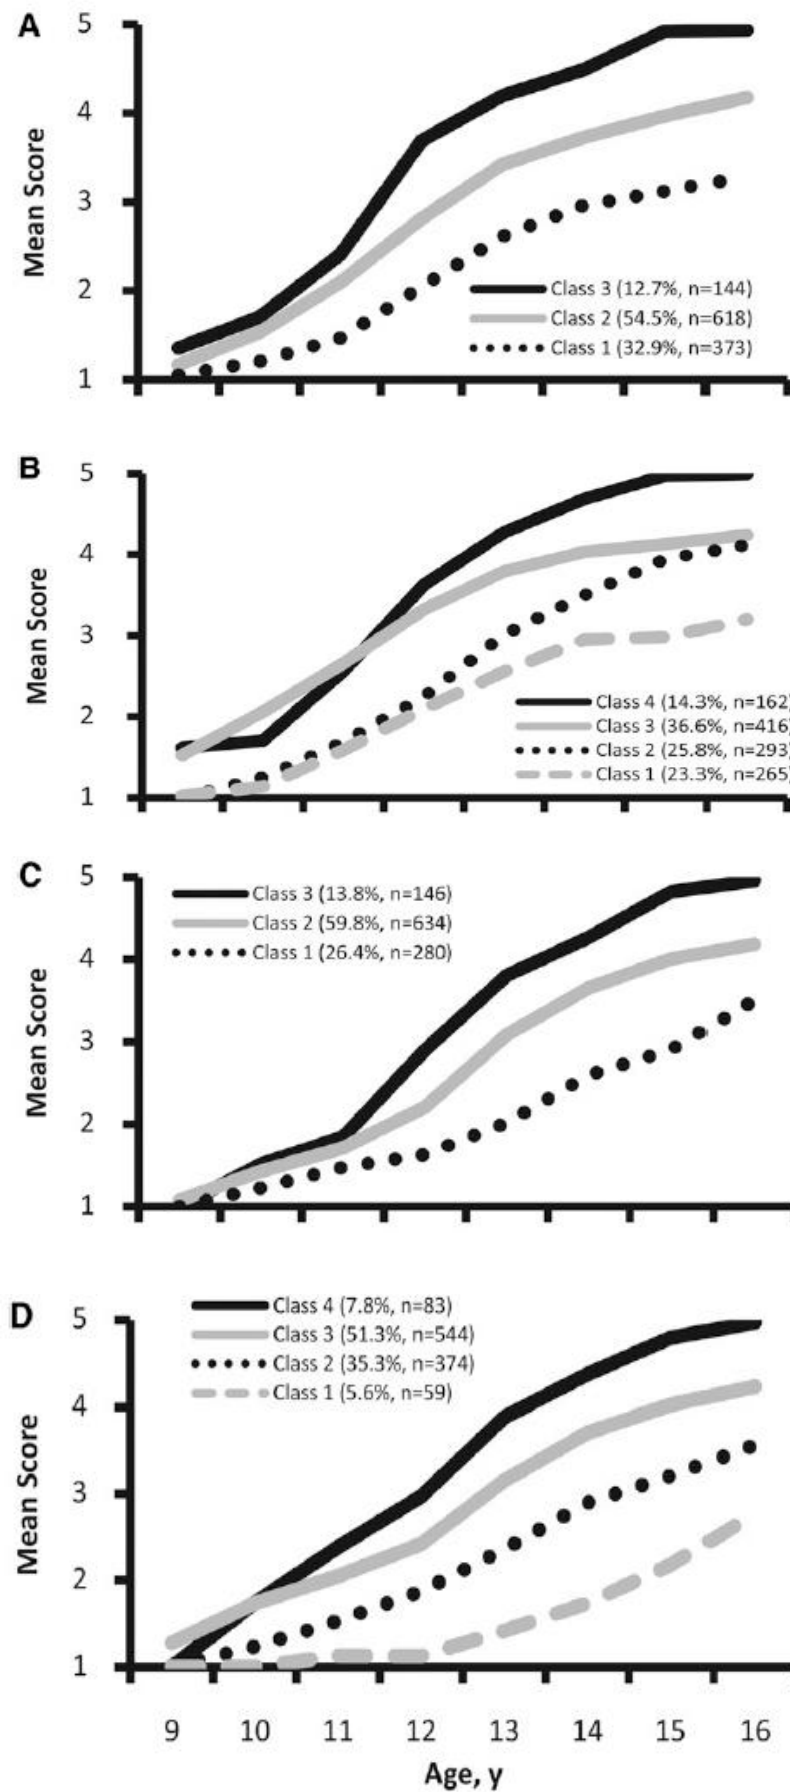 A
5
4
3
2
1
Mean Score
Class 3 (12.7%, n=144)
Class 2 (54.5%, n=618)
Class 1 (32.9%, n=373)
B
5
4
3
2
1
Mean Score
Class 4 (14.3%, n=162)
Class 3 (36.6%, n=416)
Class 2 (25.8%, n=293)
Class 1 (23.3%, n=265)
C
5
4
3
2
1
Mean Score
Class 3 (13.8%, n=146)
Class 2 (59.8%, n=634)
Class 1 (26.4%, n=280)
D
5
4
3
2
1
Mean Score
Class 4 (7.8%, n=83)
Class 3 (51.3%, n=544)
Class 2 (35.3%, n=374)
Class 1 (5.6%, n=59)
9 10 11 12 13 14 15 16
Age, y